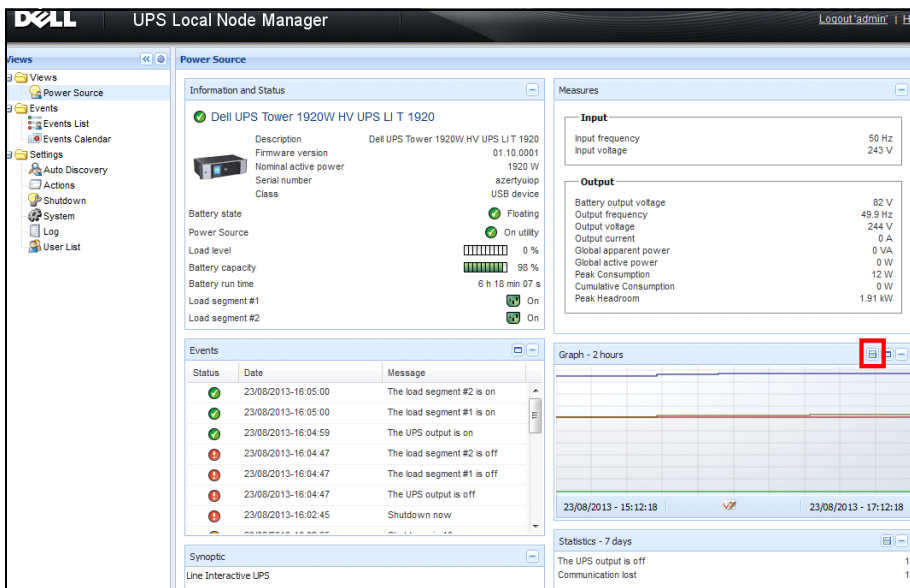 DELL UPS Local Node Manager Logout 'admin' | H
Views
Power Source
Views
Power Source
Events
Events List
Events Calendar
Settings
Auto Discovery
Actions
Shutdown
System
Log
User List
Information and Status
Dell UPS Tower 1920W HV UPS LI T 1920
Description Dell UPS Tower 1920W HV UPS LI T 1920
Firmware version 01.10.0001
Nominal active power 1920 W
Serial number azertyuiop
Class USB device
Battery state Floating
Power Source On utility
Load level 0 %
Battery capacity 98 %
Battery run time 6 h 18 min 07 s
Load segment #1 On
Load segment #2 On
Measures
Input
Input frequency 50 Hz
Input voltage 243 V
Output
Battery output voltage 82 V
Output frequency 49.9 Hz
Output voltage 244 V
Output current 0 A
Global apparent power 0 VA
Global active power 0 W
Peak Consumption 12 W
Cumulative Consumption 0 W
Peak Headroom 1.91 kW
Events
Status Date Message
23/08/2013-16:05:00 The load segment #2 is on
23/08/2013-16:05:00 The load segment #1 is on
23/08/2013-16:04:59 The UPS output is on
23/08/2013-16:04:47 The load segment #2 is off
23/08/2013-16:04:47 The load segment #1 is off
23/08/2013-16:04:47 The UPS output is off
23/08/2013-16:02:45 Shutdown now
Graph - 2 hours
23/08/2013 - 15:12:18 23/08/2013 - 17:12:18
Synoptic
Line Interactive UPS
Statistics - 7 days
The UPS output is off 1
Communication lost 1